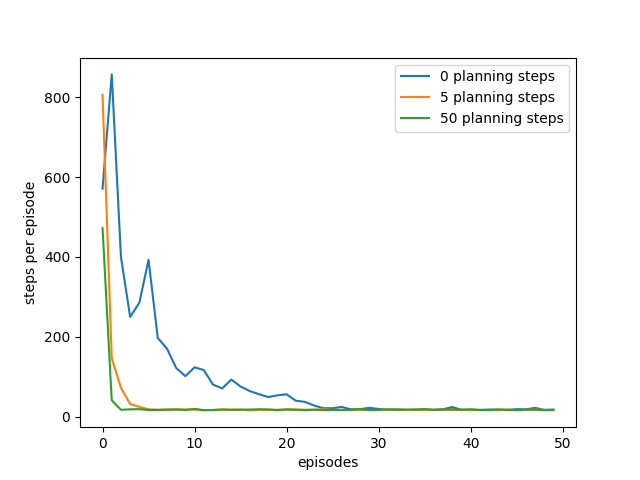 0 planning steps
5 planning steps
50 planning steps
800
600
400
200
0
steps per episode
0 10 20 30 40 50
episodes